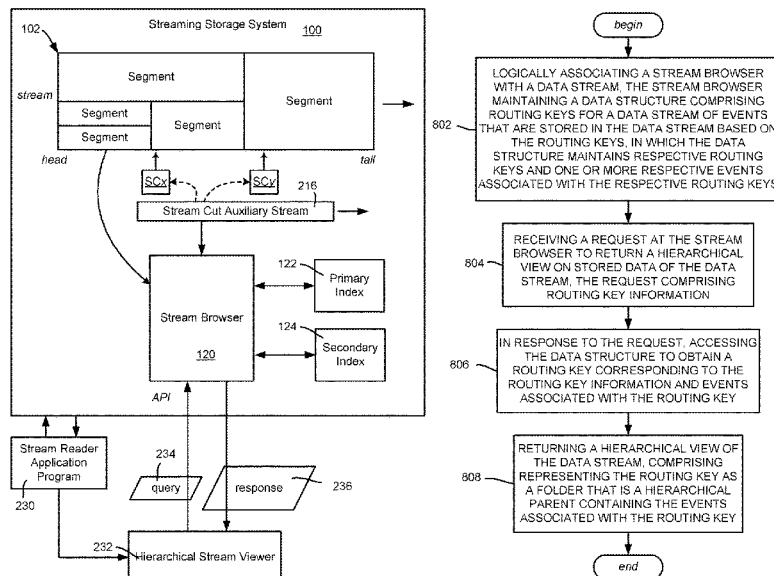 Streaming Storage System
100
102
stream
Segment
Segment
Segment
Segment
Segment
head
tail
SCx
SCy
216
Stream Cut Auxiliary Stream
122
Primary
Index
Stream Browser
120
124
Secondary
Index
API
Stream Reader
Application
Program
230
234
query
response
236
232
Hierarchical Stream Viewer
begin
802
LOGICALLY ASSOCIATING A STREAM BROWSER
WITH A DATA STREAM, THE STREAM BROWSER
MAINTAINING A DATA STRUCTURE COMPRISING
ROUTING KEYS FOR A DATA STREAM OF EVENTS
THAT ARE STORED IN THE DATA STREAM BASED ON
THE ROUTING KEYS, IN WHICH THE DATA
STRUCTURE MAINTAINS RESPECTIVE ROUTING
KEYS AND ONE OR MORE RESPECTIVE EVENTS
ASSOCIATED WITH THE RESPECTIVE ROUTING KEYS
804
RECEIVING A REQUEST AT THE STREAM
BROWSER TO RETURN A HIERARCHICAL
VIEW ON STORED DATA OF THE DATA
STREAM, THE REQUEST COMPRISING
ROUTING KEY INFORMATION
806
IN RESPONSE TO THE REQUEST, ACCESSING
THE DATA STRUCTURE TO OBTAIN A
ROUTING KEY CORRESPONDING TO THE
ROUTING KEY INFORMATION AND EVENTS
ASSOCIATED WITH THE ROUTING KEY
808
RETURNING A HIERARCHICAL VIEW OF
THE DATA STREAM, COMPRISING
REPRESENTING THE ROUTING KEY AS
A FOLDER THAT IS A HIERARCHICAL
PARENT CONTAINING THE EVENTS
ASSOCIATED WITH THE ROUTING KEY
end